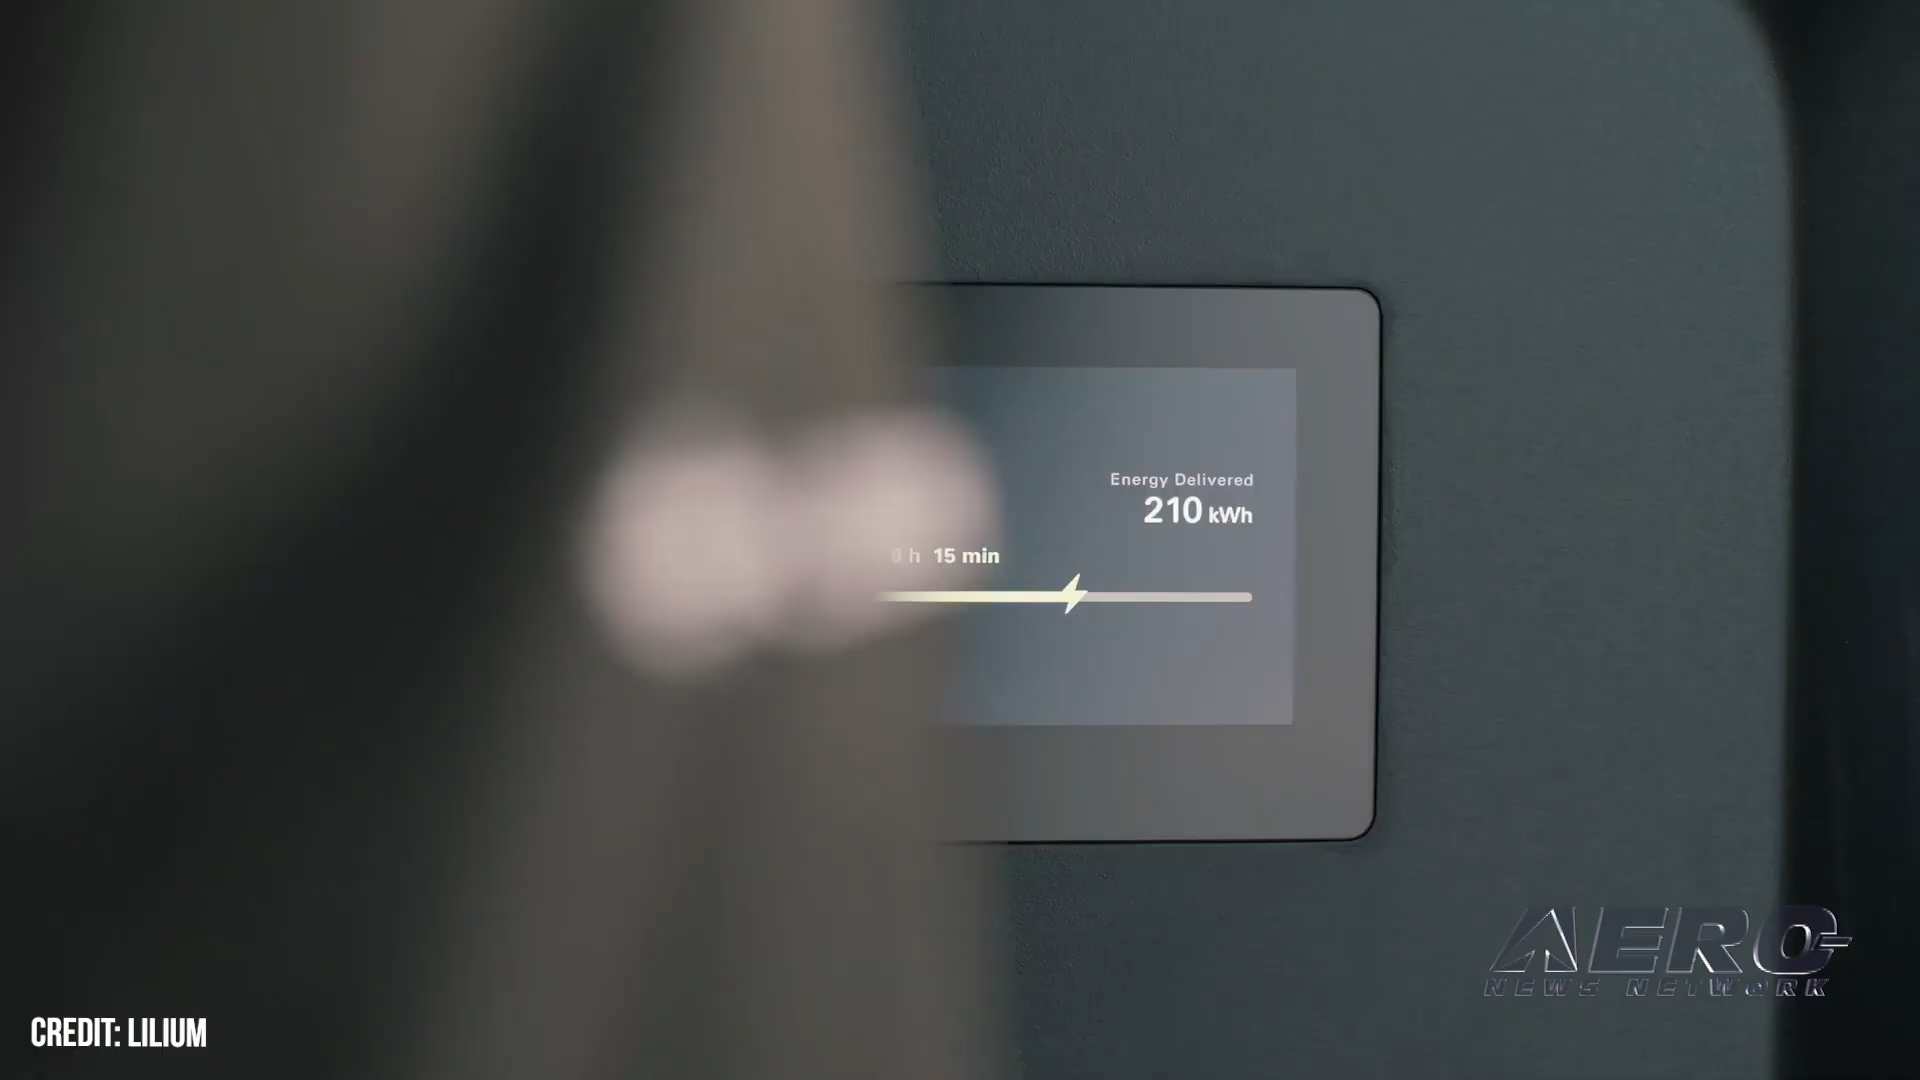 Energy Delivered
210 kWh
0 h 15 min
AERO
NEWS NETWORK
CREDIT: LILIUM